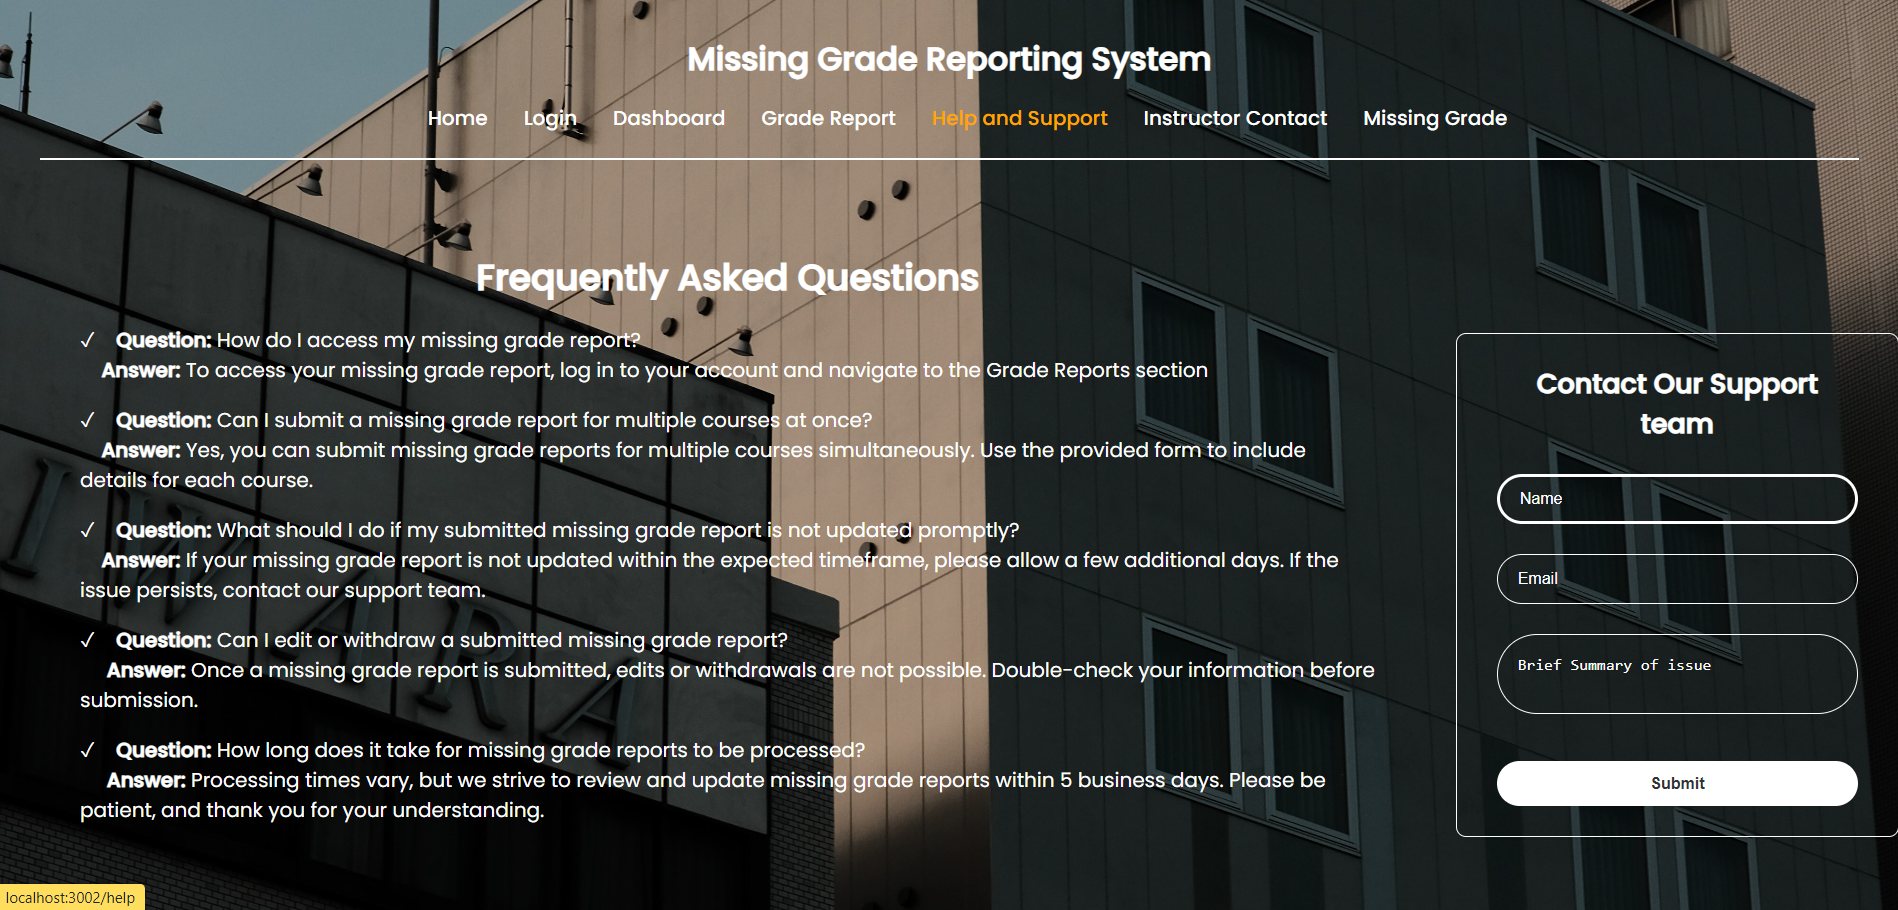 Missing Grade Reporting System
Home Login Dashboard Grade Report Help and Support Instructor Contact Missing Grade
Frequently Asked Questions
✓ Question: How do I access my missing grade report?
Answer: To access your missing grade report, log in to your account and navigate to the Grade Reports section
✓ Question: Can I submit a missing grade report for multiple courses at once?
Answer: Yes, you can submit missing grade reports for multiple courses simultaneously. Use the provided form to include
details for each course.
✓ Question: What should I do if my submitted missing grade report is not updated promptly?
Answer: If your missing grade report is not updated within the expected timeframe, please allow a few additional days. If the
issue persists, contact our support team.
✓ Question: Can I edit or withdraw a submitted missing grade report?
Answer: Once a missing grade report is submitted, edits or withdrawals are not possible. Double-check your information before
submission.
✓ Question: How long does it take for missing grade reports to be processed?
Answer: Processing times vary, but we strive to review and update missing grade reports within 5 business days. Please be
patient, and thank you for your understanding.
Contact Our Support
team
Name
Email
Brief Summary of issue
Submit
localhost:3002/help